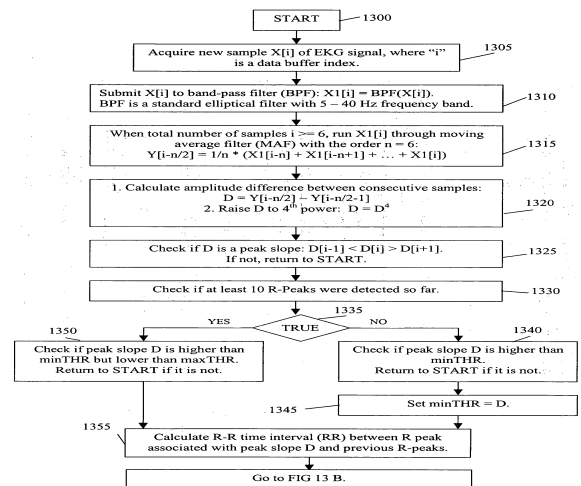 START
1300
Acquire new sample X[i] of EKG signal, where “i”
is a data buffer index.
1305
Submit X[i] to band-pass filter (BPF): X1[i] = BPF(X[i]).
BPF is a standard elliptical filter with 5 – 40 Hz frequency band.
1310
When total number of samples i >= 6, run X1[i] through moving
average filter (MAF) with the order n = 6:
Y[i-n/2] = 1/n * (X1[i-n] + X1[i-n+1] + … + X1[i])
1315
1. Calculate amplitude difference between consecutive samples:
D = Y[i-n/2] – Y[i-n/2-1]
2. Raise D to 4th power: D = D4
1320
Check if D is a peak slope: D[i-1] < D[i] > D[i+1].
If not, return to START.
1325
Check if at least 10 R-Peaks were detected so far.
1330
1335
TRUE
YES
NO
1350
Check if peak slope D is higher than
minTHR but lower than maxTHR.
Return to START if it is not.
1340
Check if peak slope D is higher than
minTHR.
Return to START if it is not.
1345
Set minTHR = D.
1355
Calculate R-R time interval (RR) between R peak
associated with peak slope D and previous R-peaks.
Go to FIG 13 B.